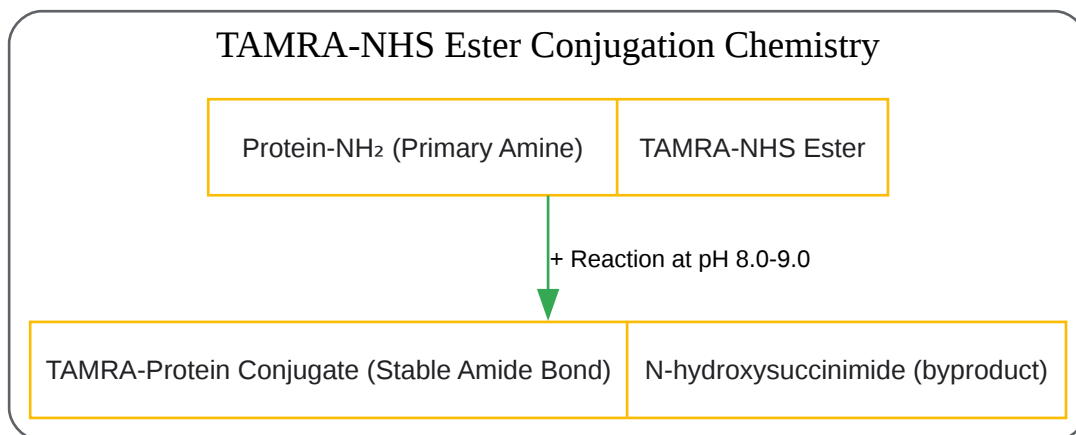 TAMRA-NHS Ester Conjugation Chemistry
Protein-NH₂ (Primary Amine)
TAMRA-NHS Ester
+ Reaction at pH 8.0-9.0
TAMRA-Protein Conjugate (Stable Amide Bond)
N-hydroxysuccinimide (byproduct)